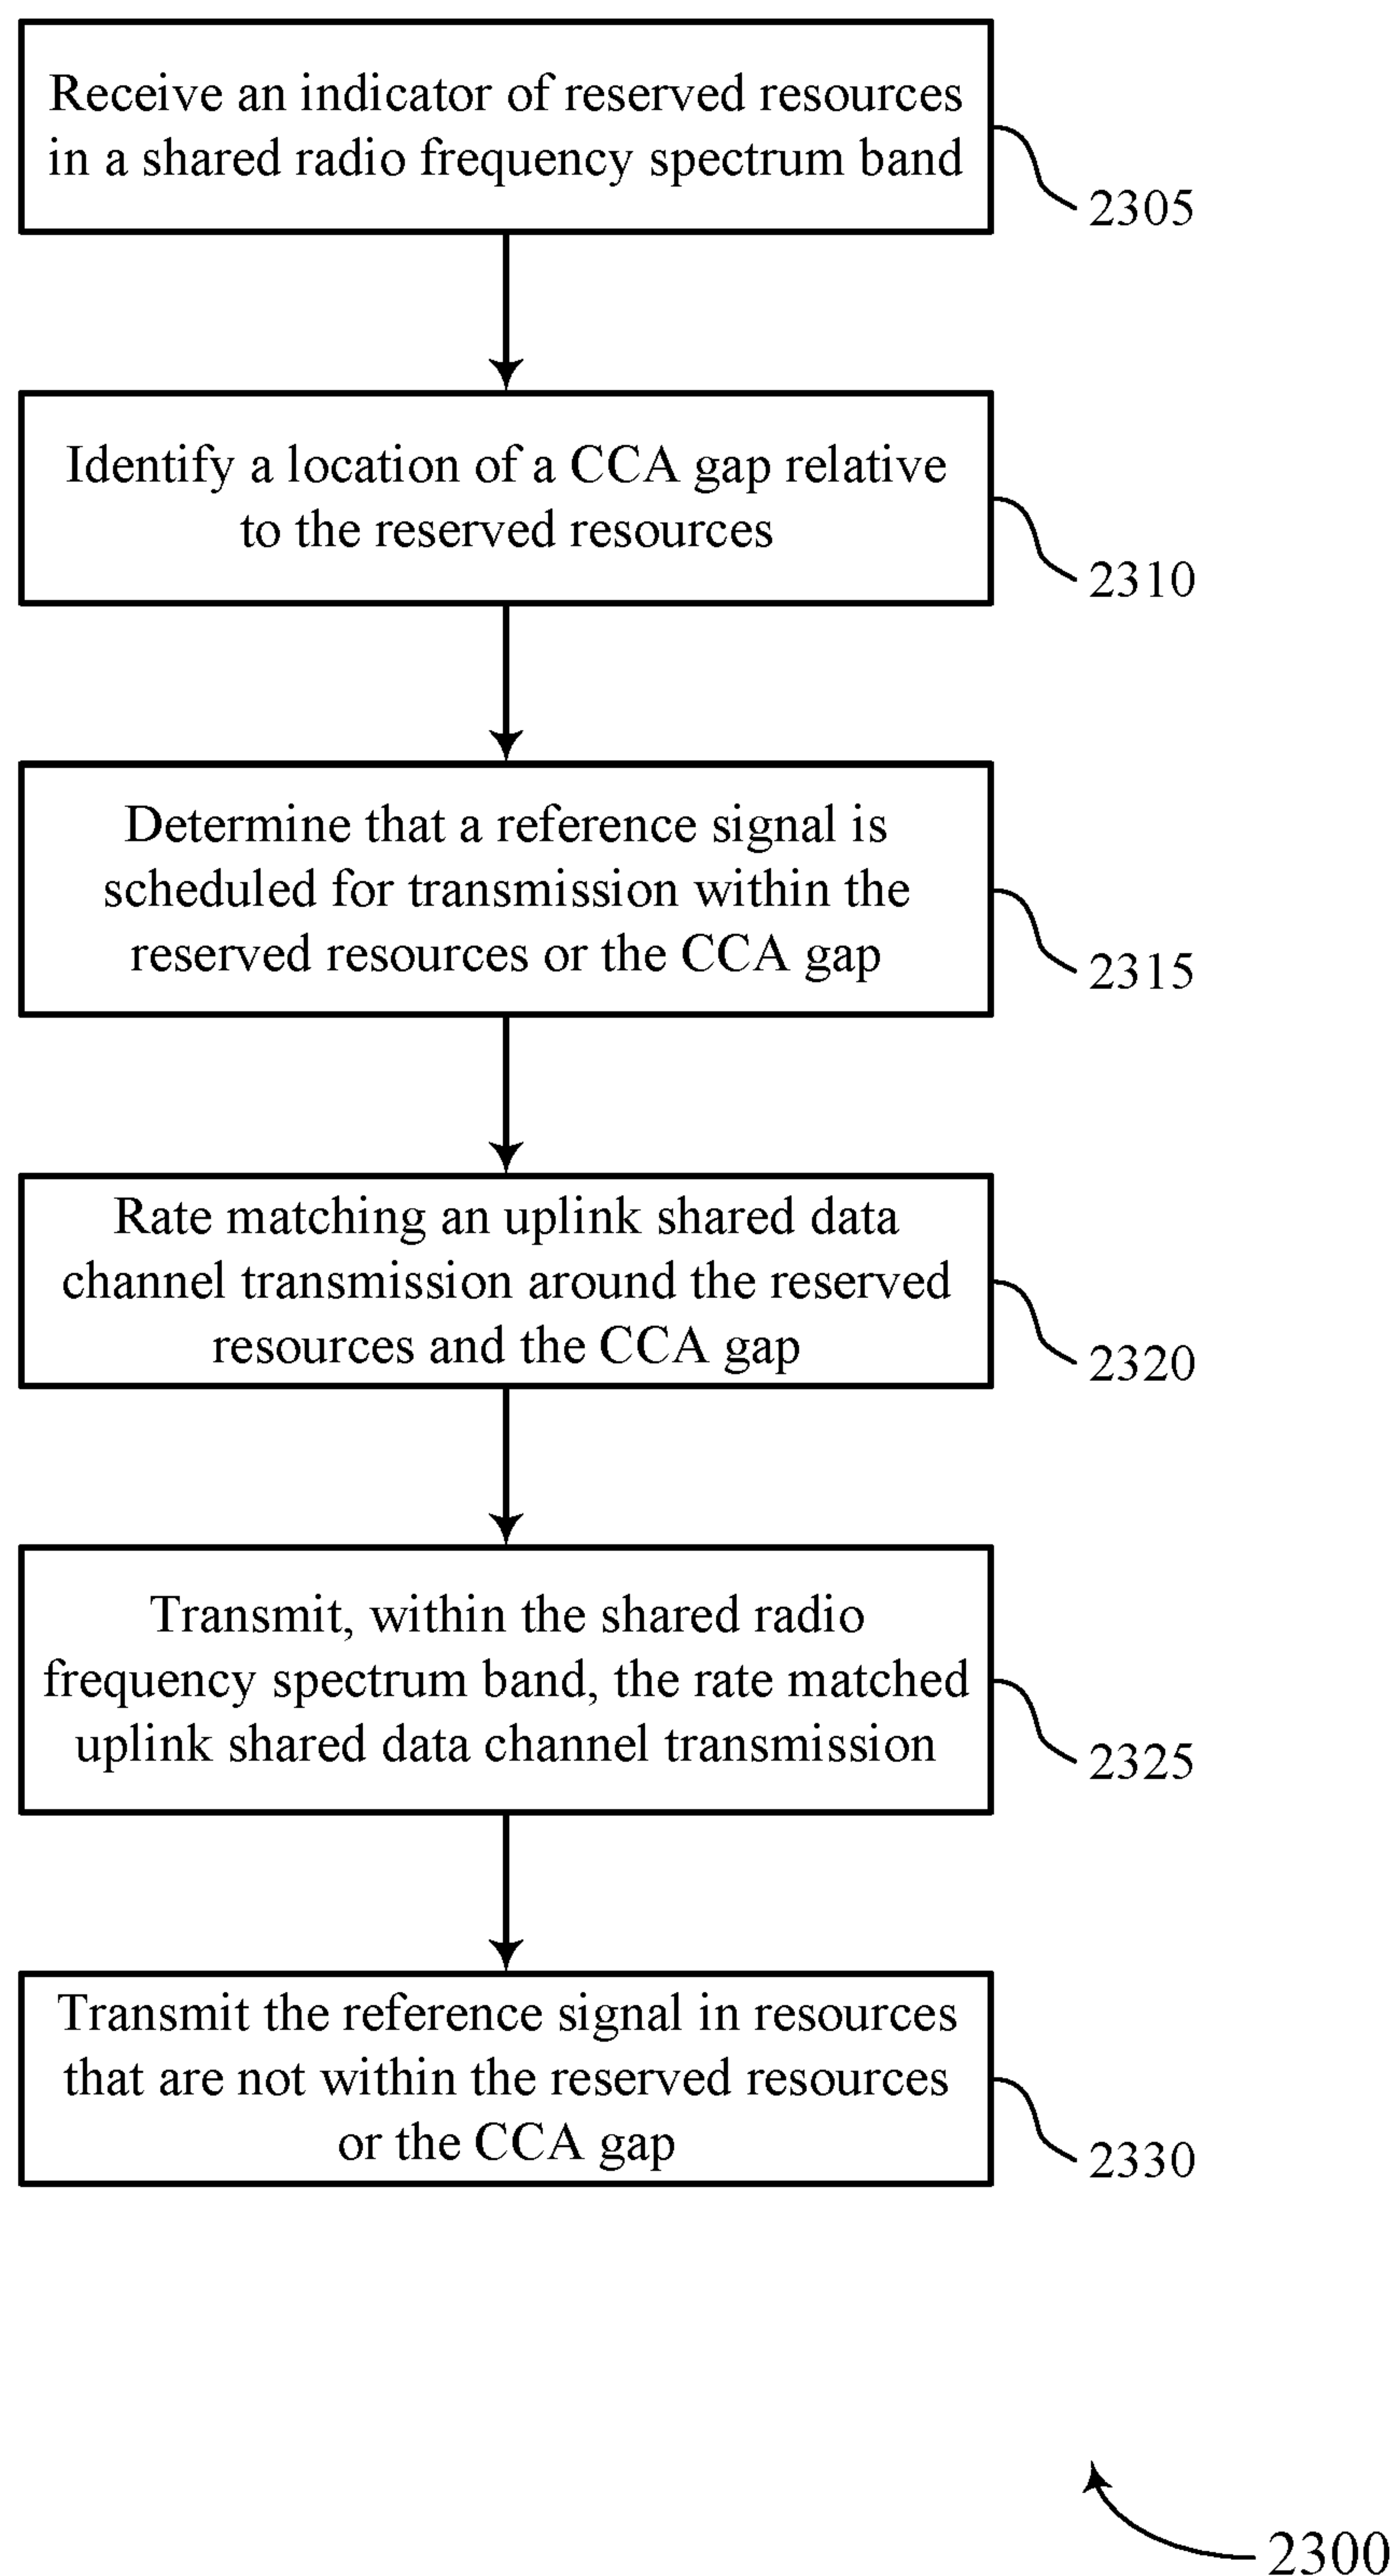 Receive an indicator of reserved resources
in a shared radio frequency spectrum band
2305
Identify a location of a CCA gap relative
to the reserved resources
2310
Determine that a reference signal is
scheduled for transmission within the
reserved resources or the CCA gap
2315
Rate matching an uplink shared data
channel transmission around the reserved
resources and the CCA gap
2320
Transmit, within the shared radio
frequency spectrum band, the rate matched
uplink shared data channel transmission
2325
Transmit the reference signal in resources
that are not within the reserved resources
or the CCA gap
2330
2300